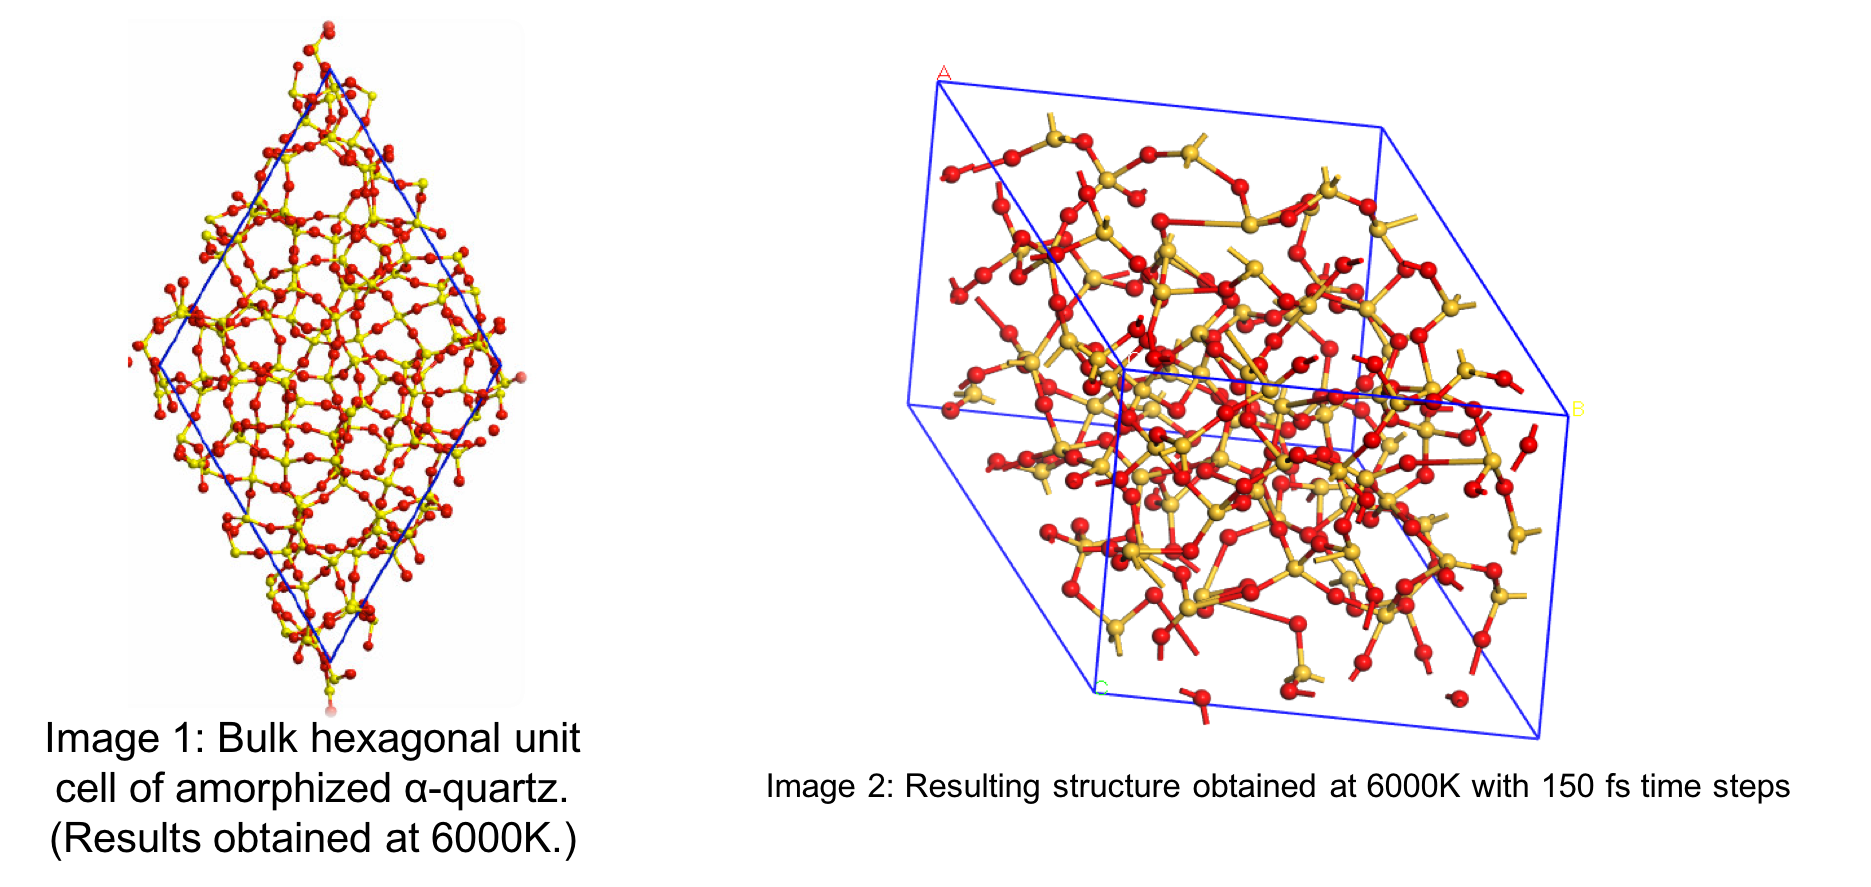 A
B
C
Image 1: Bulk hexagonal unit
cell of amorphized α-quartz.
(Results obtained at 6000K.)
Image 2: Resulting structure obtained at 6000K with 150 fs time steps